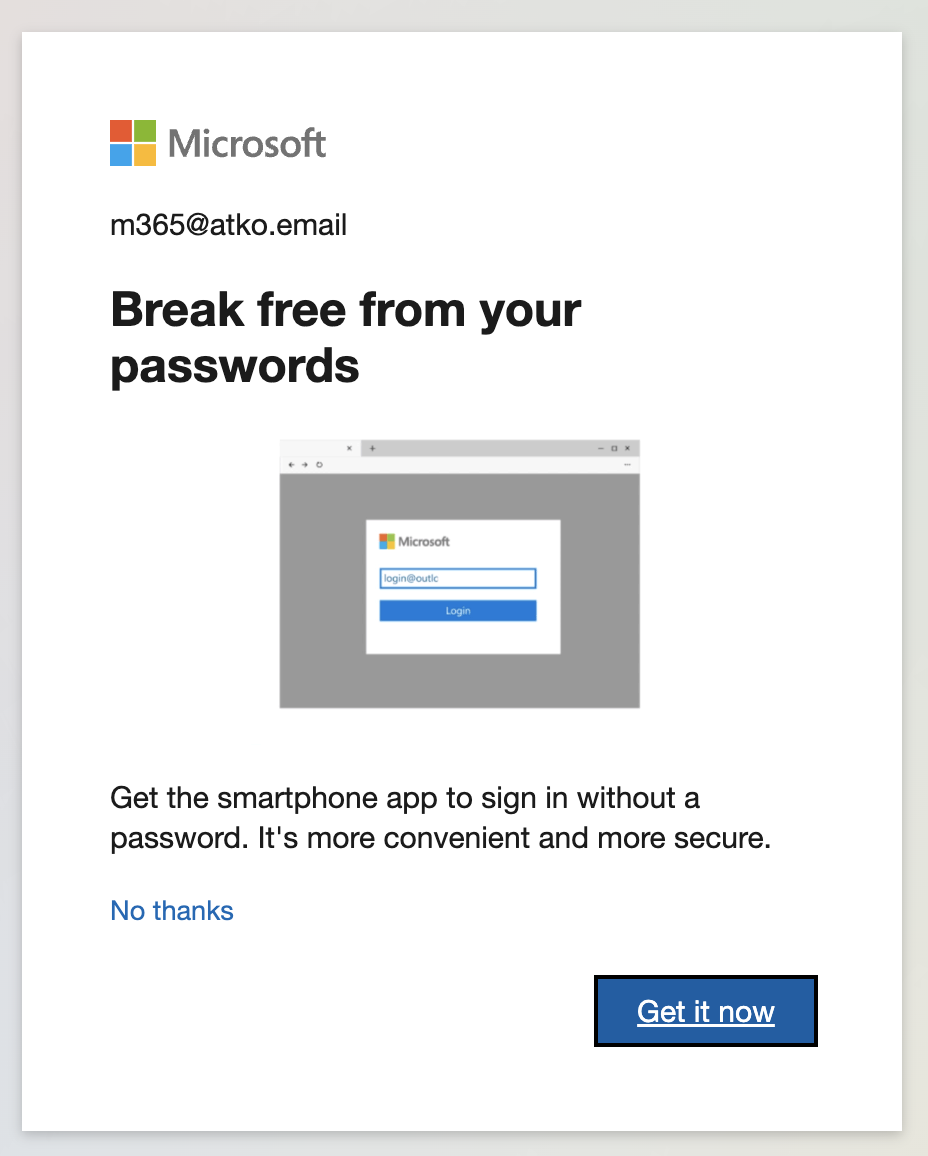 Microsoft
m365@atko.email
Break free from your
passwords
Microsoft
login@outlc
Login
Get the smartphone app to sign in without a
password. It's more convenient and more secure.
No thanks
Get it now